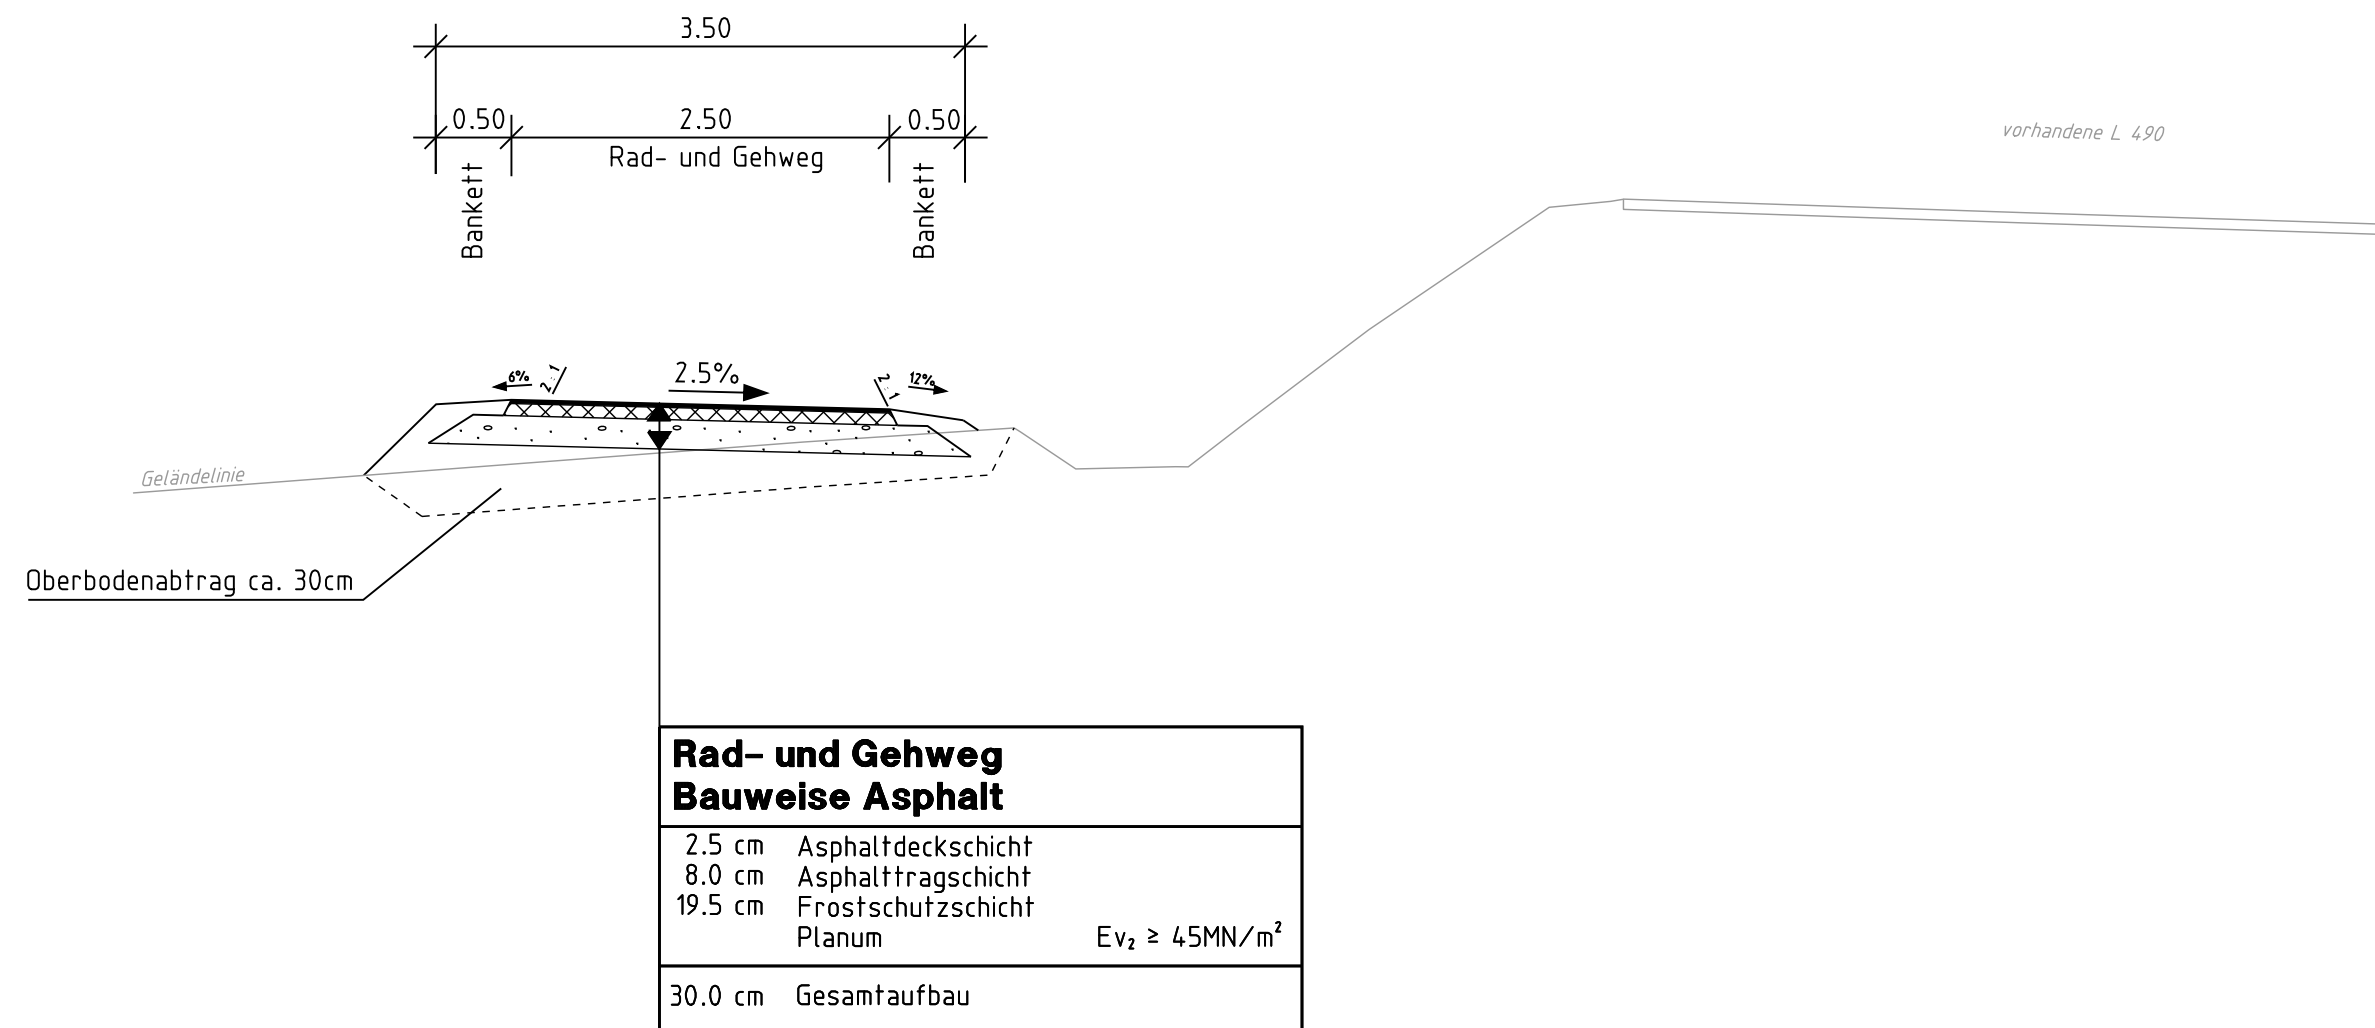 3.50
0.50 2.50 0.50
Rad- und Gehweg
Bankett
Bankett
vorhandene L 490
6% 2:1 2.5% 2:1 12%
Geländelinie
Oberbodenabtrag ca. 30cm
Rad- und Gehweg
Bauweise Asphalt
2.5 cm Asphaltdeckschicht
8.0 cm Asphalttragschicht
19.5 cm Frostschutzschicht
Planum Ev₂ ≥ 45MN/m²
30.0 cm Gesamtaufbau